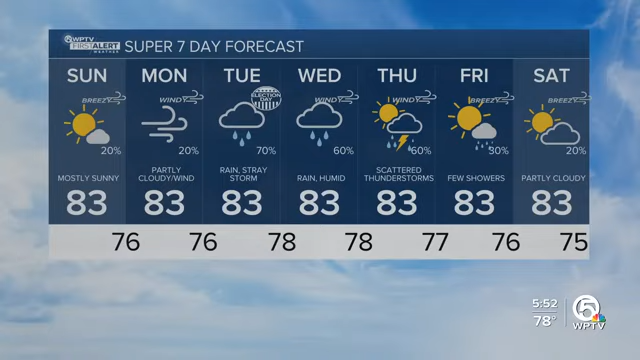 5 WPTV
FIRST ALERT
WEATHER
SUPER 7 DAY FORECAST
SUN MON TUE WED THU FRI SAT
BREEZY WINDY ELECTION DAY WINDY WINDY BREEZY BREEZY
20% 20% 70% 60% 60% 30% 20%
MOSTLY SUNNY
PARTLY CLOUDY/WIND
RAIN, STRAY STORM
RAIN, HUMID
SCATTERED THUNDERSTORMS
FEW SHOWERS
PARTLY CLOUDY
83 83 83 83 83 83 83
76 76 78 78 77 76 75
5:52
78°
5
WPTV